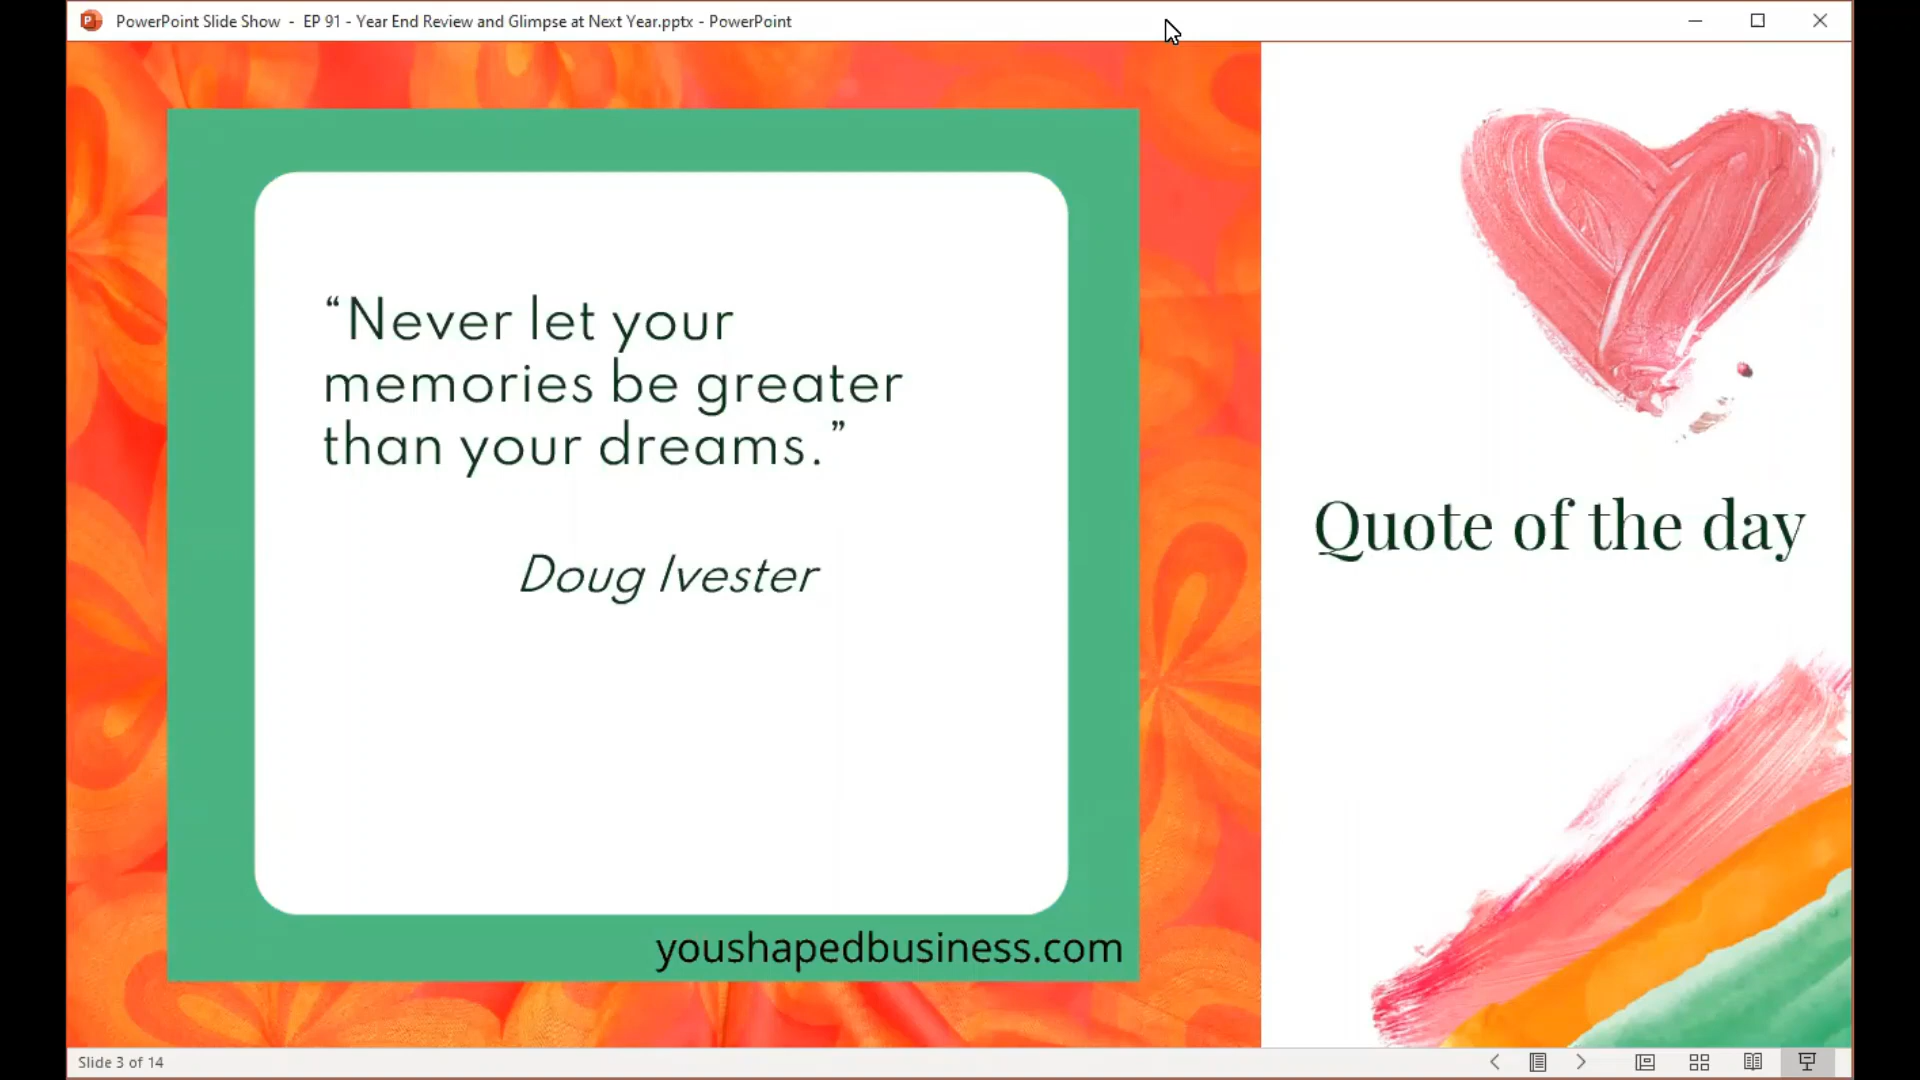 PowerPoint Slide Show - EP 91 - Year End Review and Glimpse at Next Year.pptx - PowerPoint
“Never let your
memories be greater
than your dreams.”
Doug Ivester
Quote of the day
youshapedbusiness.com
Slide 3 of 14